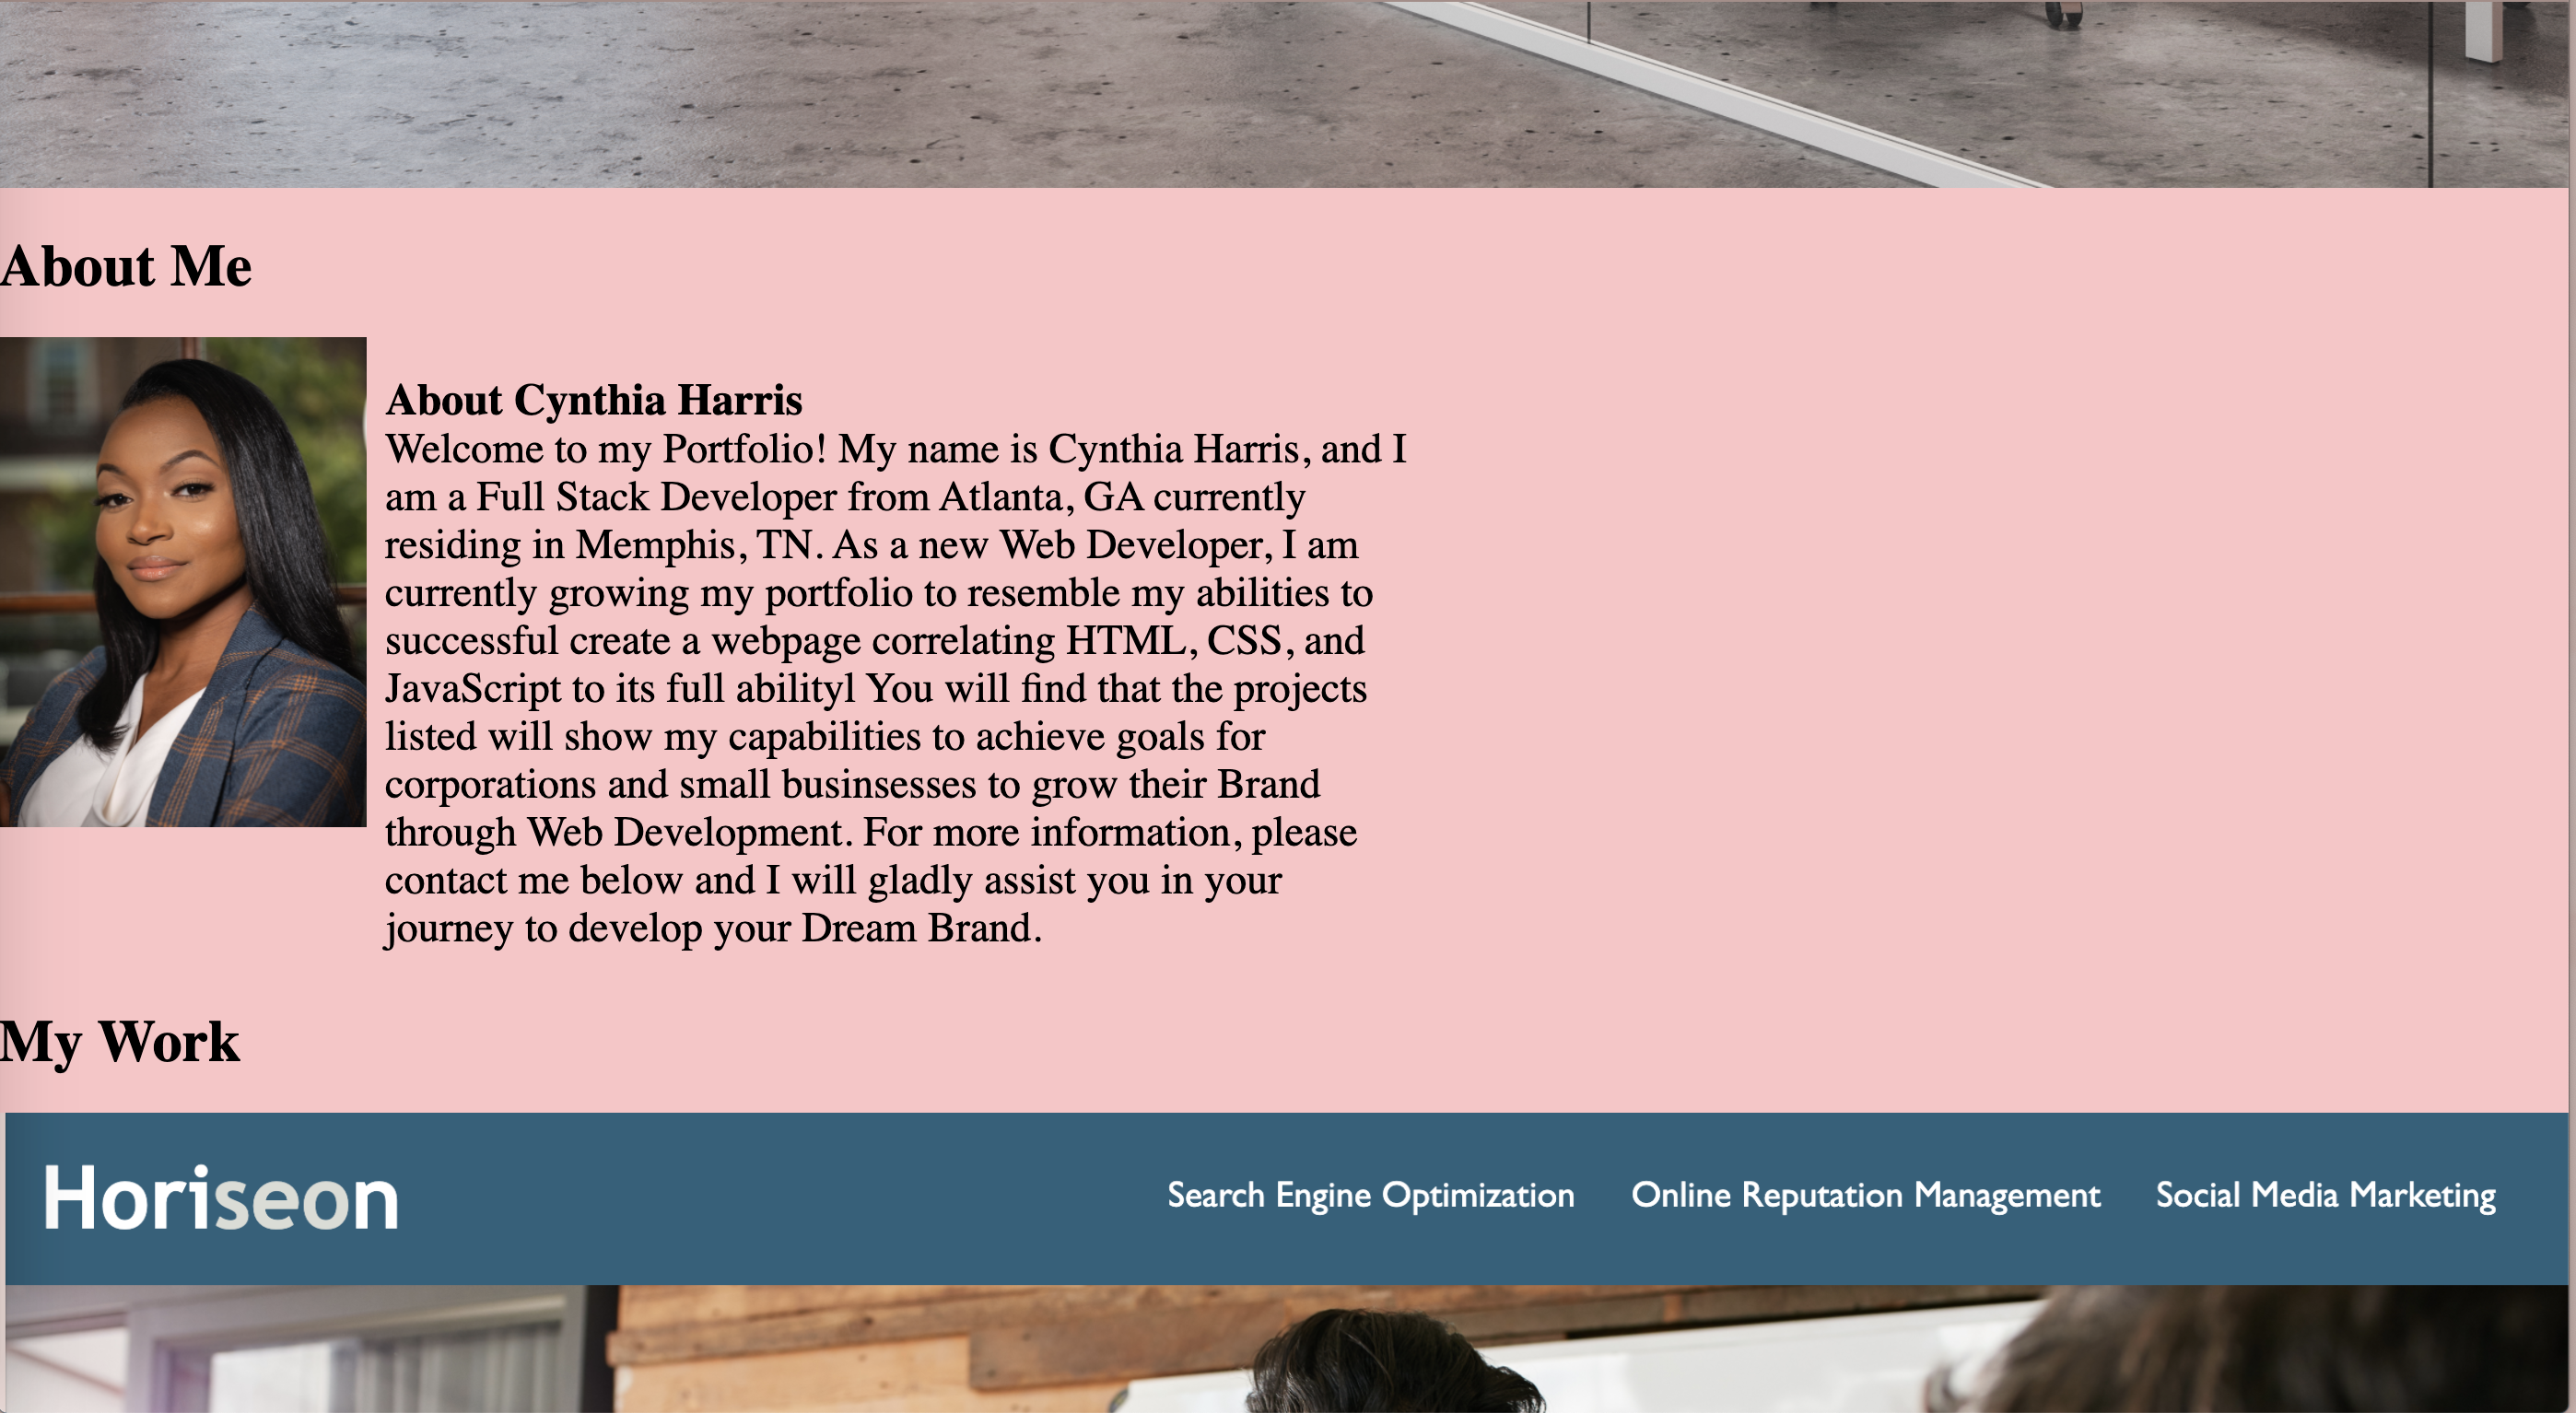 About Me
About Cynthia Harris
Welcome to my Portfolio! My name is Cynthia Harris, and I
am a Full Stack Developer from Atlanta, GA currently
residing in Memphis, TN. As a new Web Developer, I am
currently growing my portfolio to resemble my abilities to
successful create a webpage correlating HTML, CSS, and
JavaScript to its full abilityl You will find that the projects
listed will show my capabilities to achieve goals for
corporations and small businsesses to grow their Brand
through Web Development. For more information, please
contact me below and I will gladly assist you in your
journey to develop your Dream Brand.
My Work
Horiseon
Search Engine Optimization Online Reputation Management Social Media Marketing